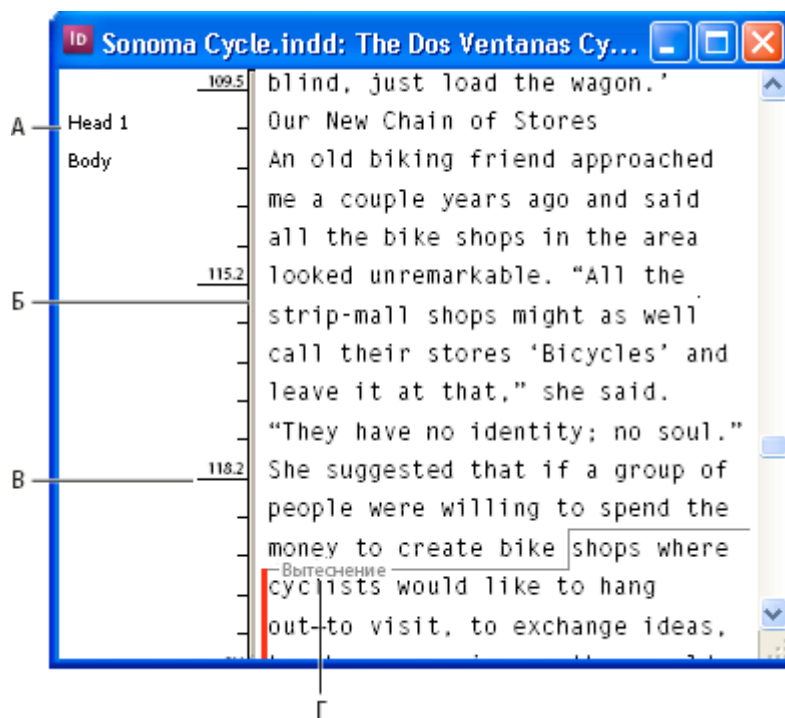 ID Sonoma Cycle.indd: The Dos Ventanas Cy...
109.5 blind, just load the wagon.’
А Head 1 Our New Chain of Stores
Body An old biking friend approached
me a couple years ago and said
all the bike shops in the area
115.2 looked unremarkable. “All the
Б strip-mall shops might as well
call their stores ‘Bicycles’ and
leave it at that,” she said.
“They have no identity; no soul.”
В 118.2 She suggested that if a group of
people were willing to spend the
money to create bike shops where
Вытеснение
cyclists would like to hang
out—to visit, to exchange ideas,
Г